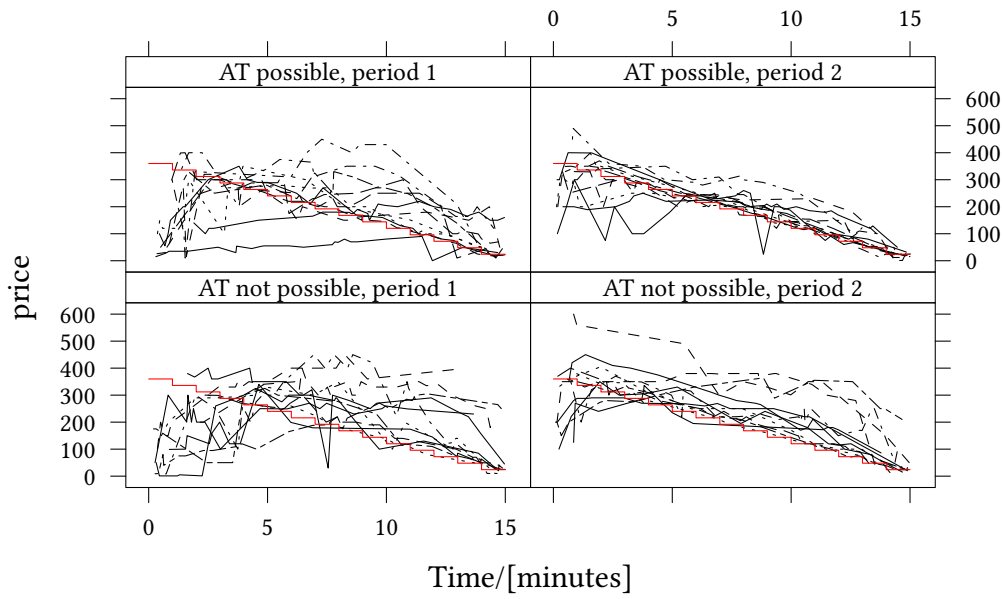 0 5 10 15
AT possible, period 1 AT possible, period 2
600
500
400
300
200
100
0
price
AT not possible, period 1 AT not possible, period 2
600
500
400
300
200
100
0
0 5 10 15
Time/[minutes]